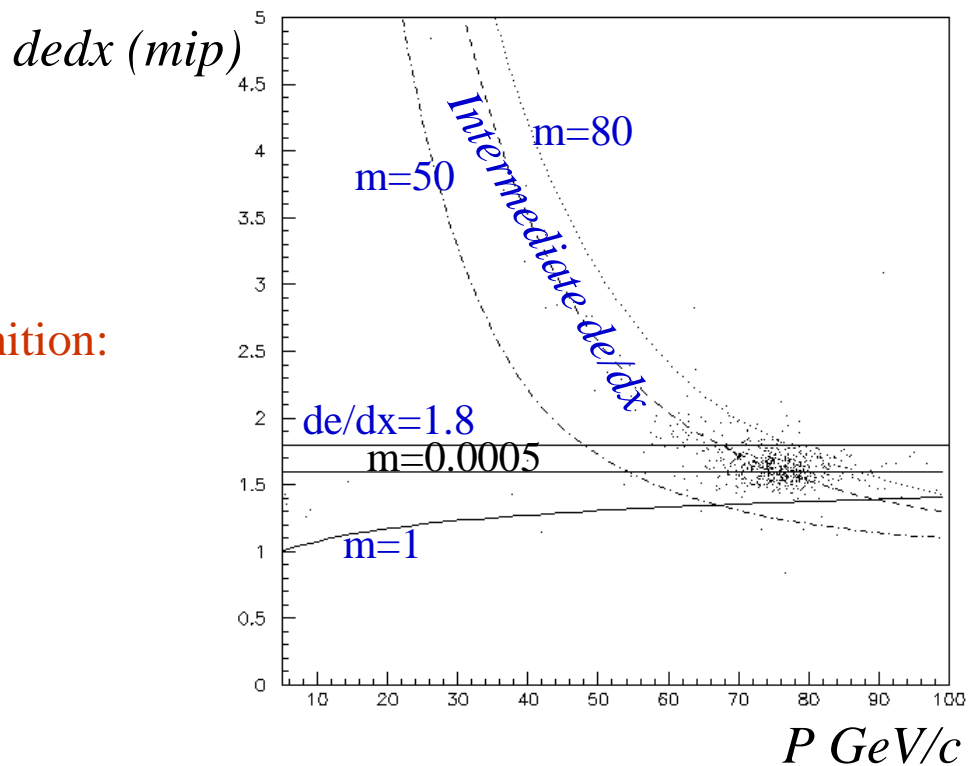 dedx (mip)
5
4.5
4
3.5
3
2.5
2
1.5
1
0.5
0
m=80
m=50
Intermediate de/dx
nition:
de/dx=1.8
m=0.0005
m=1
10 20 30 40 50 60 70 80 90 100
P GeV/c